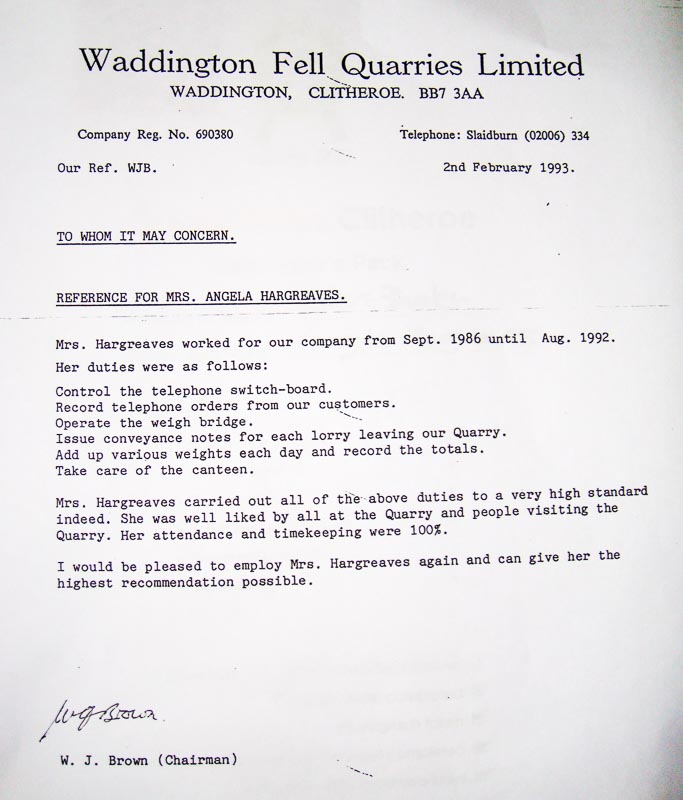 Waddington Fell Quarries Limited
WADDINGTON, CLITHEROE. BB7 3AA
Company Reg. No. 690380 Telephone: Slaidburn (02006) 334
Our Ref. WJB. 2nd February 1993.
TO WHOM IT MAY CONCERN.
REFERENCE FOR MRS. ANGELA HARGREAVES.
Mrs. Hargreaves worked for our company from Sept. 1986 until Aug. 1992.
Her duties were as follows:
Control the telephone switch-board.
Record telephone orders from our customers.
Operate the weigh bridge.
Issue conveyance notes for each lorry leaving our Quarry.
Add up various weights each day and record the totals.
Take care of the canteen.
Mrs. Hargreaves carried out all of the above duties to a very high standard
indeed. She was well liked by all at the Quarry and people visiting the
Quarry. Her attendance and timekeeping were 100%.
I would be pleased to employ Mrs. Hargreaves again and can give her the
highest recommendation possible.
WJBrown.
W. J. Brown (Chairman)